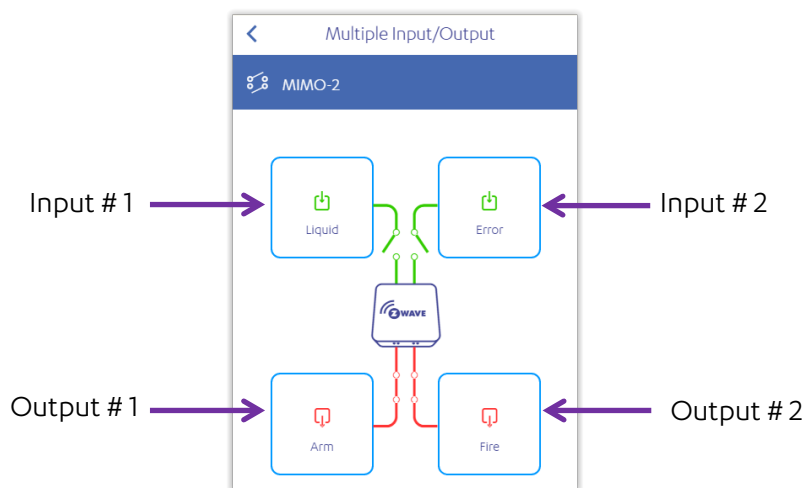 Multiple Input/Output
MIMO-2
Input #1
Liquid
Error
Input #2
Z WAVE
Output #1
Arm
Fire
Output #2